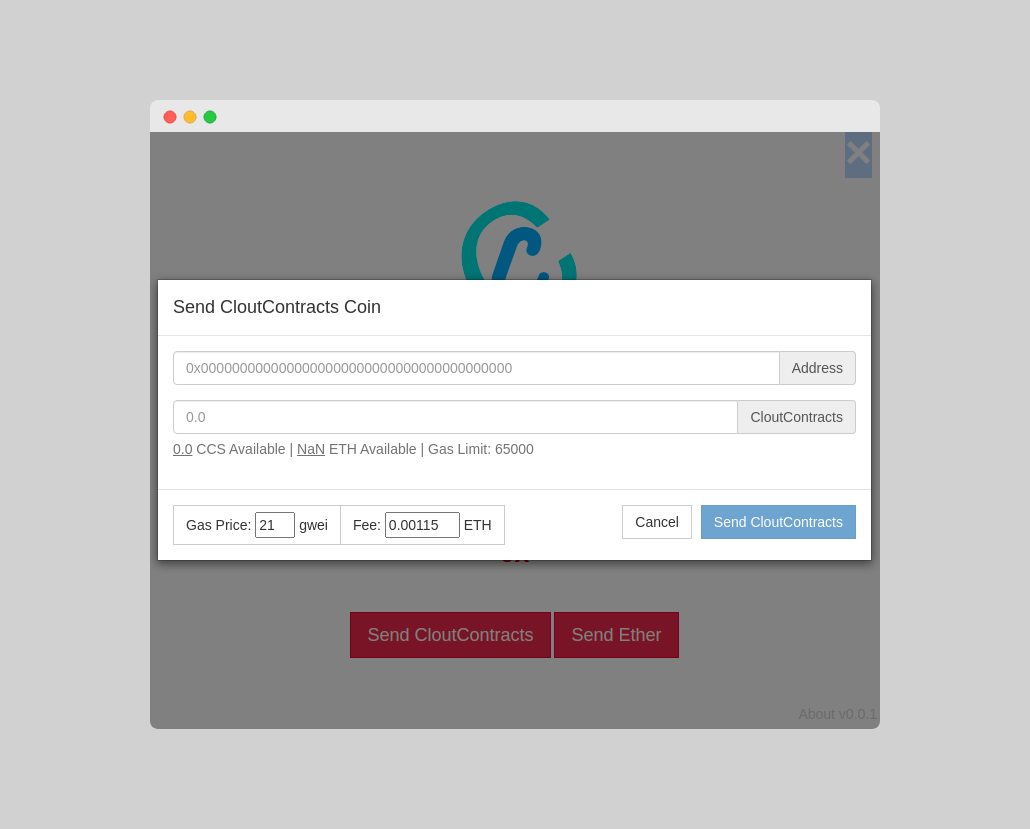 Send CloutContracts Coin
0x0000000000000000000000000000000000000000 Address
0.0 CloutContracts
0.0 CCS Available | NaN ETH Available | Gas Limit: 65000
Gas Price: 21 gwei Fee: 0.00115 ETH Cancel Send CloutContracts
Send CloutContracts Send Ether
About v0.0.1